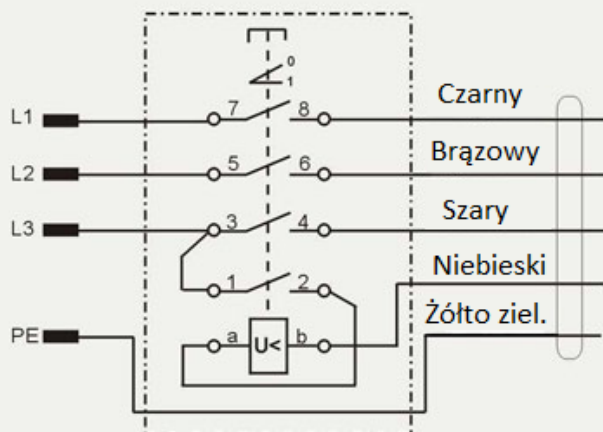 0
1
L1 7 8 Czarny
L2 5 6 Brązowy
L3 3 4 Szary
1 2 Niebieski
PE a U< b Żółto ziel.